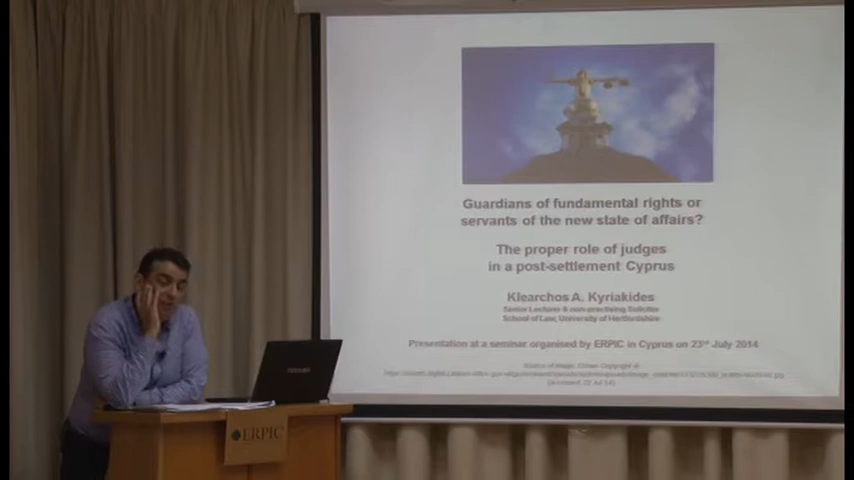 Guardians of fundamental rights or
servants of the new state of affairs?
The proper role of judges
in a post-settlement Cyprus
Klearchos A. Kyriakides
Senior Lecturer & non-practising Solicitor
School of Law, University of Hertfordshire
Presentation at a seminar organised by ERPIC in Cyprus on 23rd July 2014
ERPIC